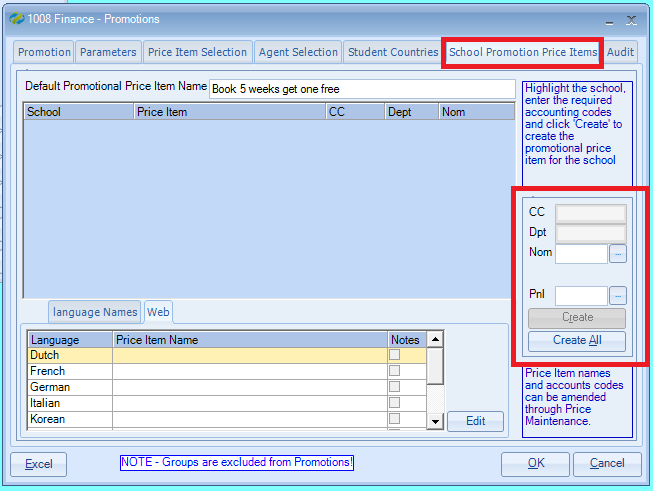 1008 Finance - Promotions
Promotion Parameters Price Item Selection Agent Selection Student Countries School Promotion Price Items Audit
Default Promotional Price Item Name Book 5 weeks get one free
School Price Item CC Dept Nom
Highlight the school,
enter the required
accounting codes
and click 'Create' to
create the
promotional price
item for the school
CC
Dpt
Nom ...
Pnl ...
Create
Create All
language Names Web
Language Price Item Name Notes
Dutch
French
German
Italian
Korean
Edit
Price Item names
and accounts codes
can be amended
through Price
Maintenance.
Excel NOTE - Groups are excluded from Promotions! OK Cancel